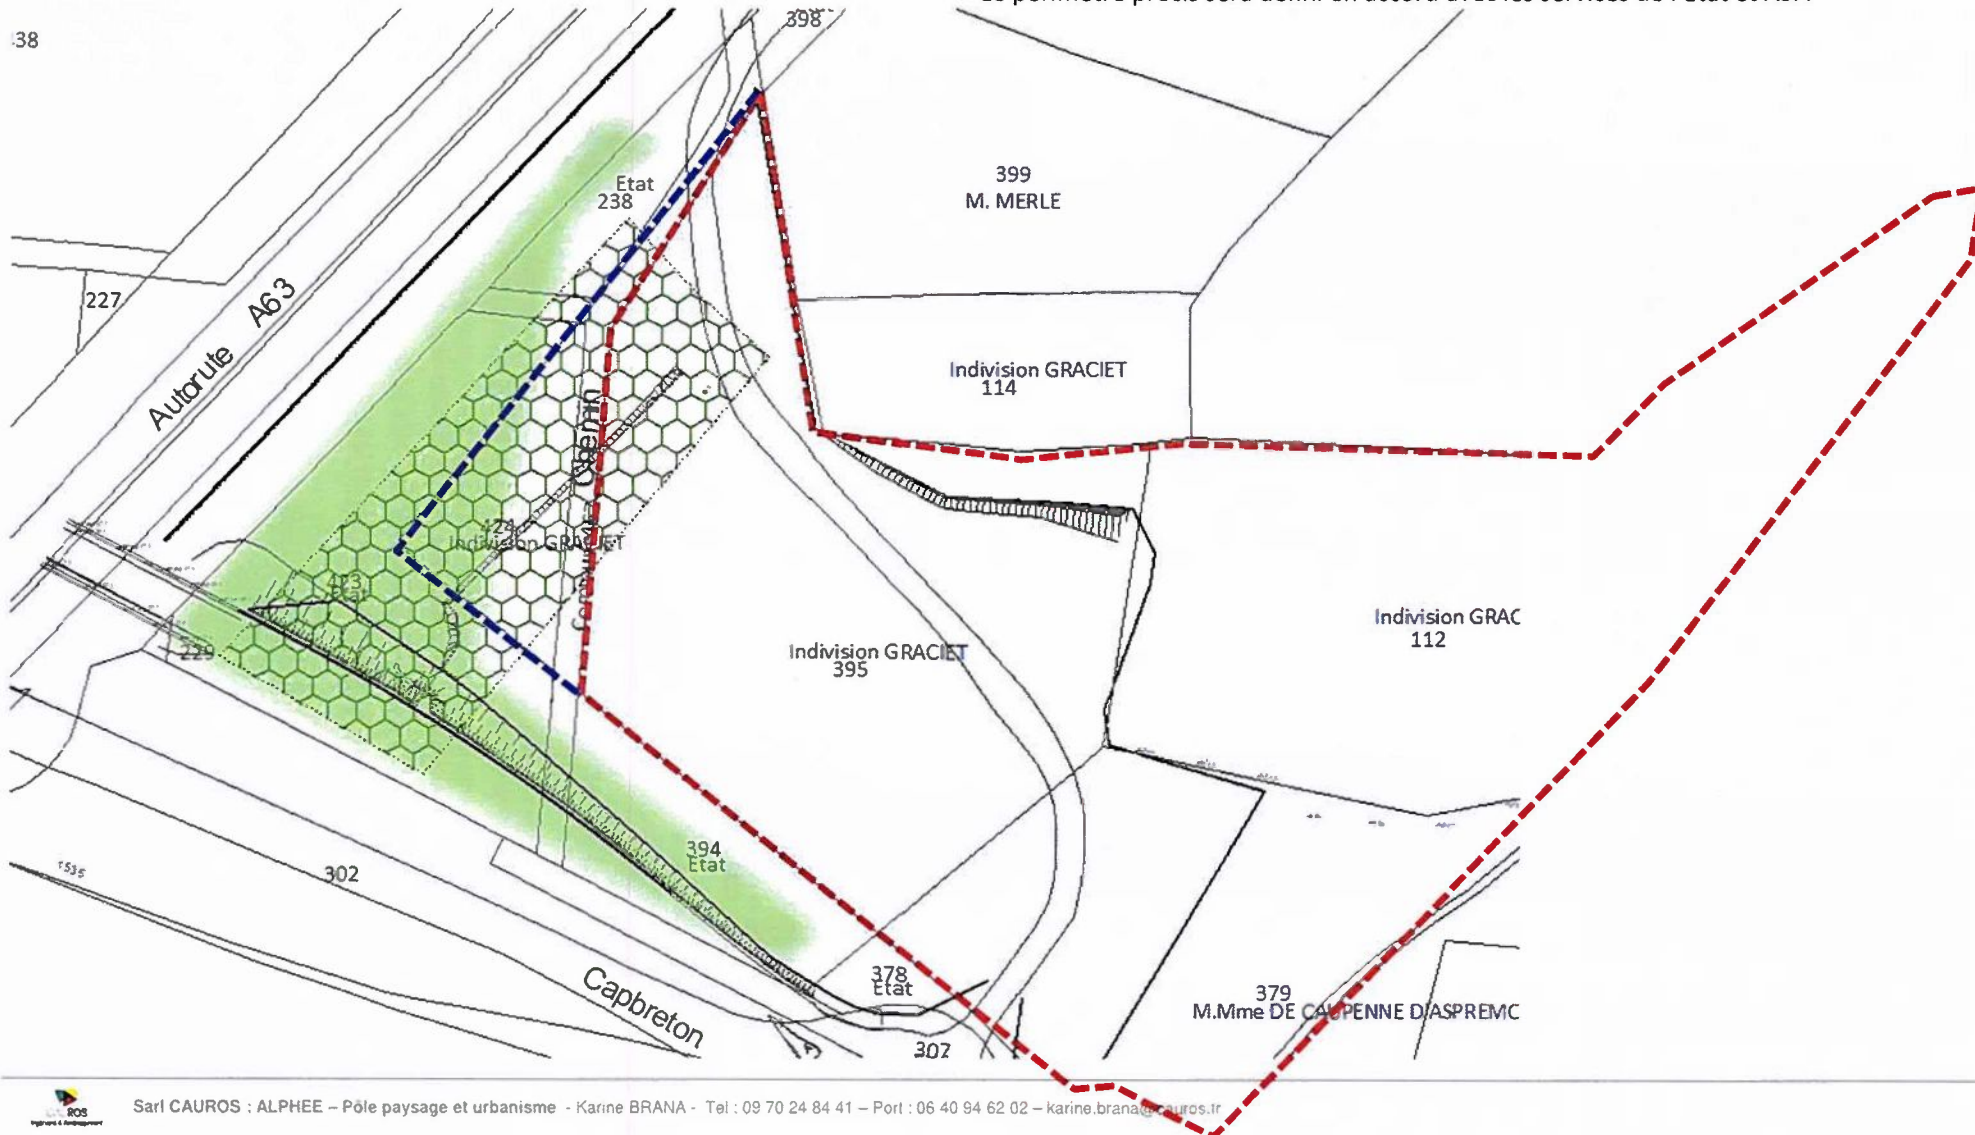 398
38
399
M. MERLE
Etat
238
227
Autorute A63
Indivision GRACIET
114
Chemin
424
Indivision GRACIET
423
Etat
229
Indivision GRAC
112
Indivision GRACIET
395
394
Etat
302
1535
378
Etat
379
M.Mme DE CAUPENNE D'ASPREMC
Capbreton
307
ROS
Sarl CAUROS : ALPHEE – Pôle paysage et urbanisme - Karine BRANA - Tel : 09 70 24 84 41 – Port : 06 40 94 62 02 – karine.brana@cauros.fr